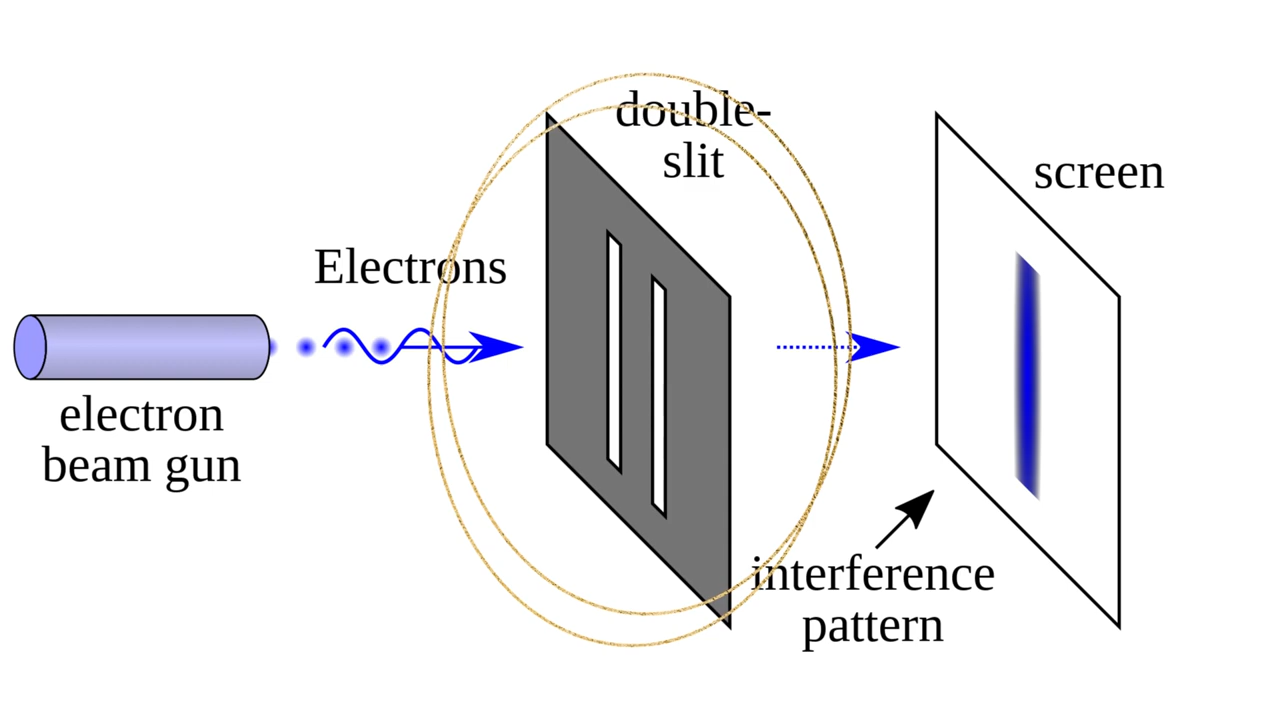 double-
slit
screen
Electrons
electron
beam gun
interference
pattern